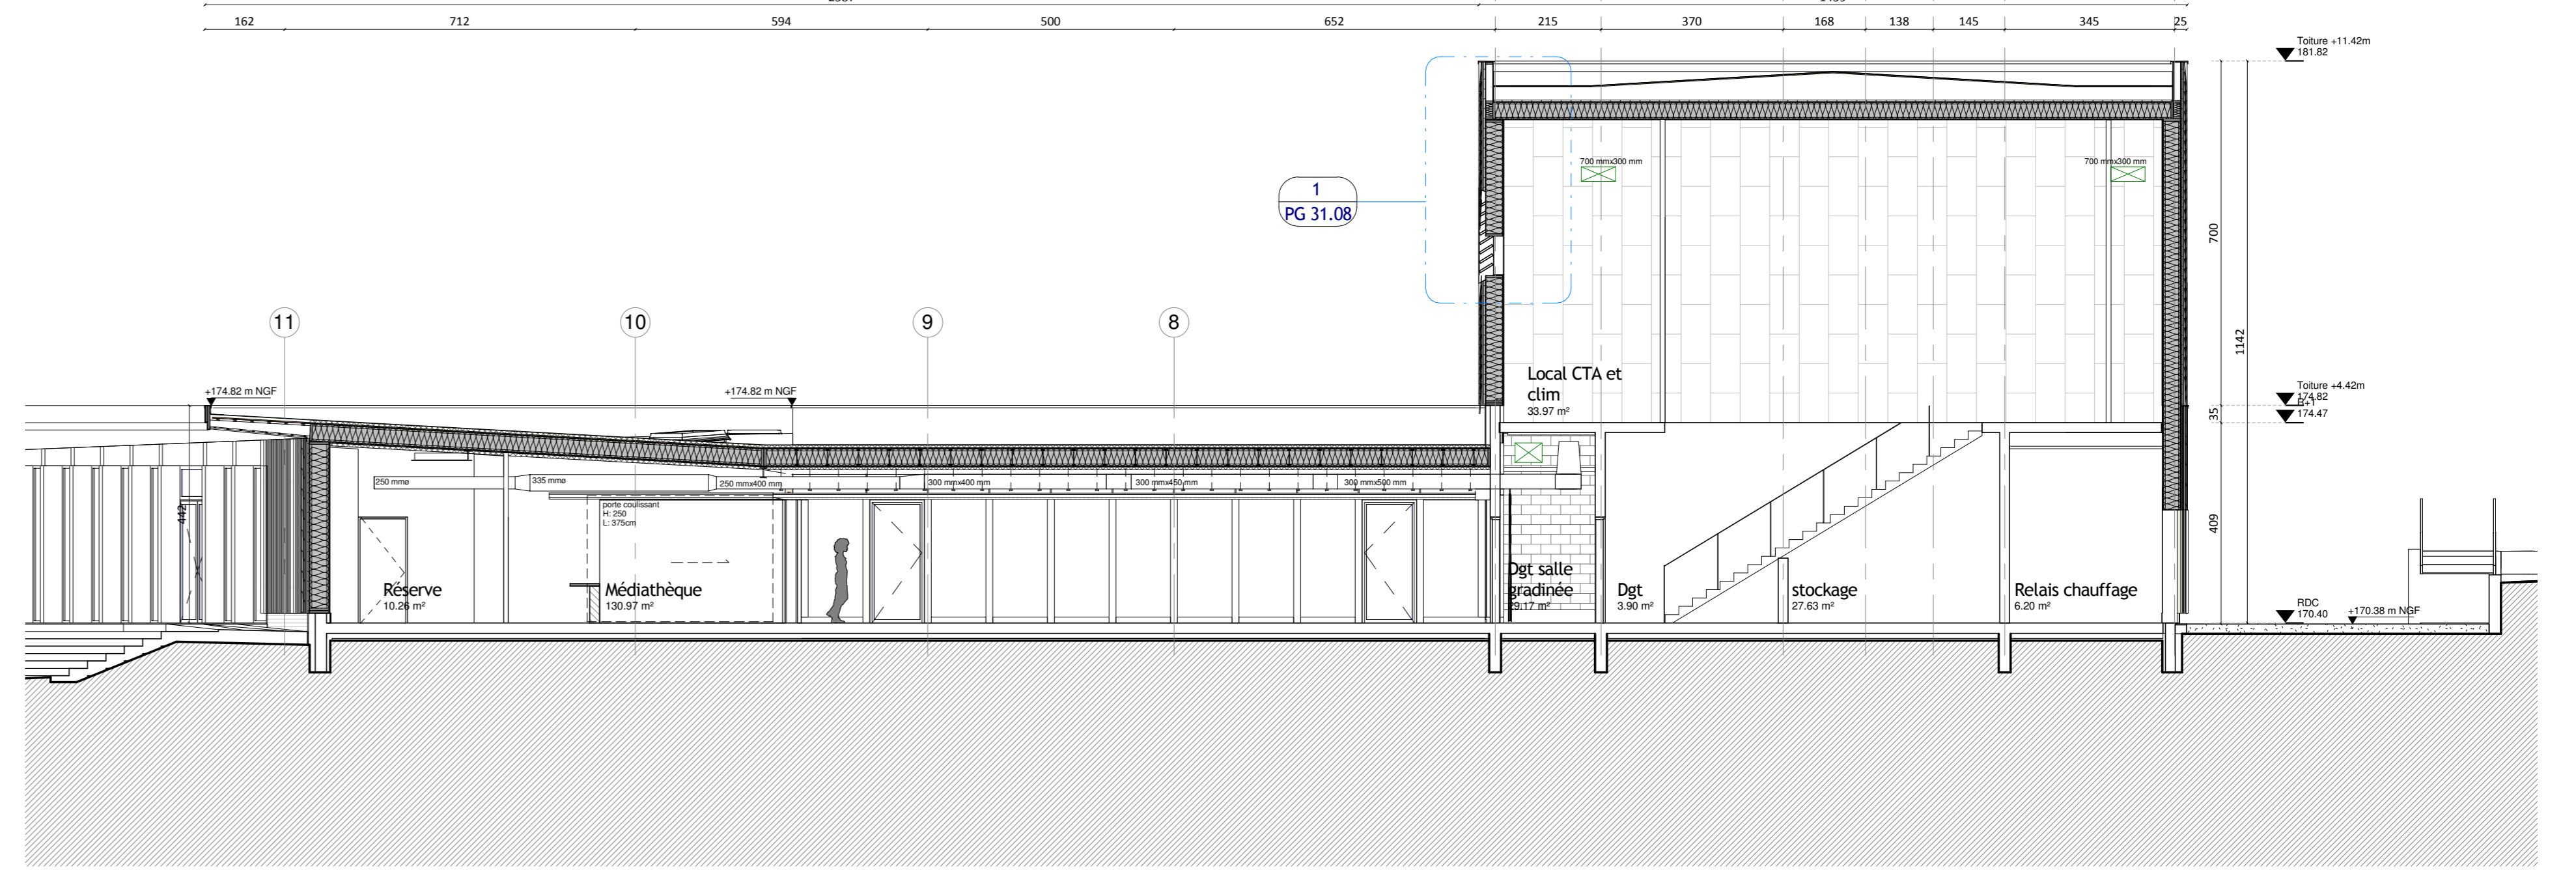 162 712 594 500 652 215 370 168 138 145 345 25
Toiture +11.42m
181.82
700 mmx300 mm 700 mmx300 mm
1
PG 31.08
700
11 10 9 8
1142
Local CTA et
clim
33.97 m²
+174.82 m NGF +174.82 m NGF
Toiture +4.42m
174.82
174.47
35
250 mmø 335 mmø 250 mmx400 mm 300 mmx400 mm 300 mmx450 mm 300 mmx500 mm
porte coulissant
H: 250
L: 375cm
442
409
Réserve
10.26 m²
Médiathèque
130.97 m²
Dgt salle
gradinée
29.17 m²
Dgt
3.90 m²
stockage
27.63 m²
Relais chauffage
6.20 m²
RDC
170.40
+170.38 m NGF